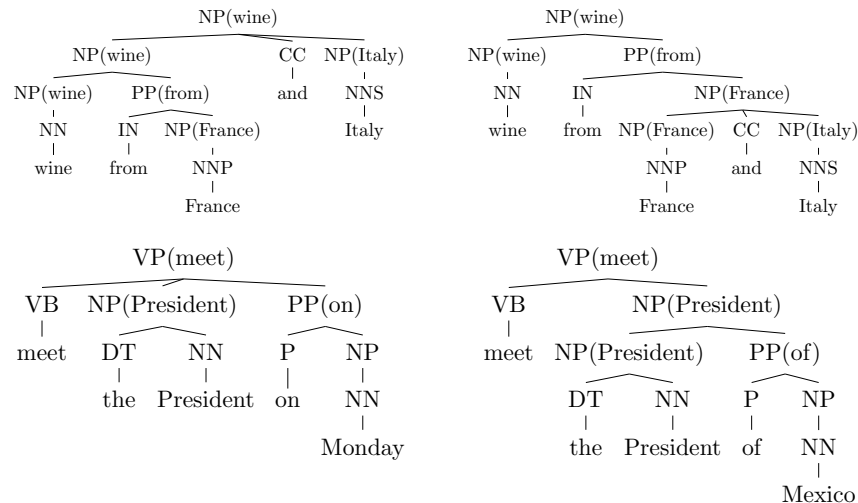 NP(wine)
NP(wine) CC NP(Italy)
NP(wine) PP(from) and NNS
NN IN NP(France) Italy
wine from NNP
France
NP(wine)
NP(wine) PP(from)
NN IN NP(France)
wine from NP(France) CC NP(Italy)
NNP and NNS
France Italy
VP(meet)
VB NP(President) PP(on)
meet DT NN P NP
the President on NN
Monday
VP(meet)
VB NP(President)
meet NP(President) PP(of)
DT NN P NP
the President of NN
Mexico